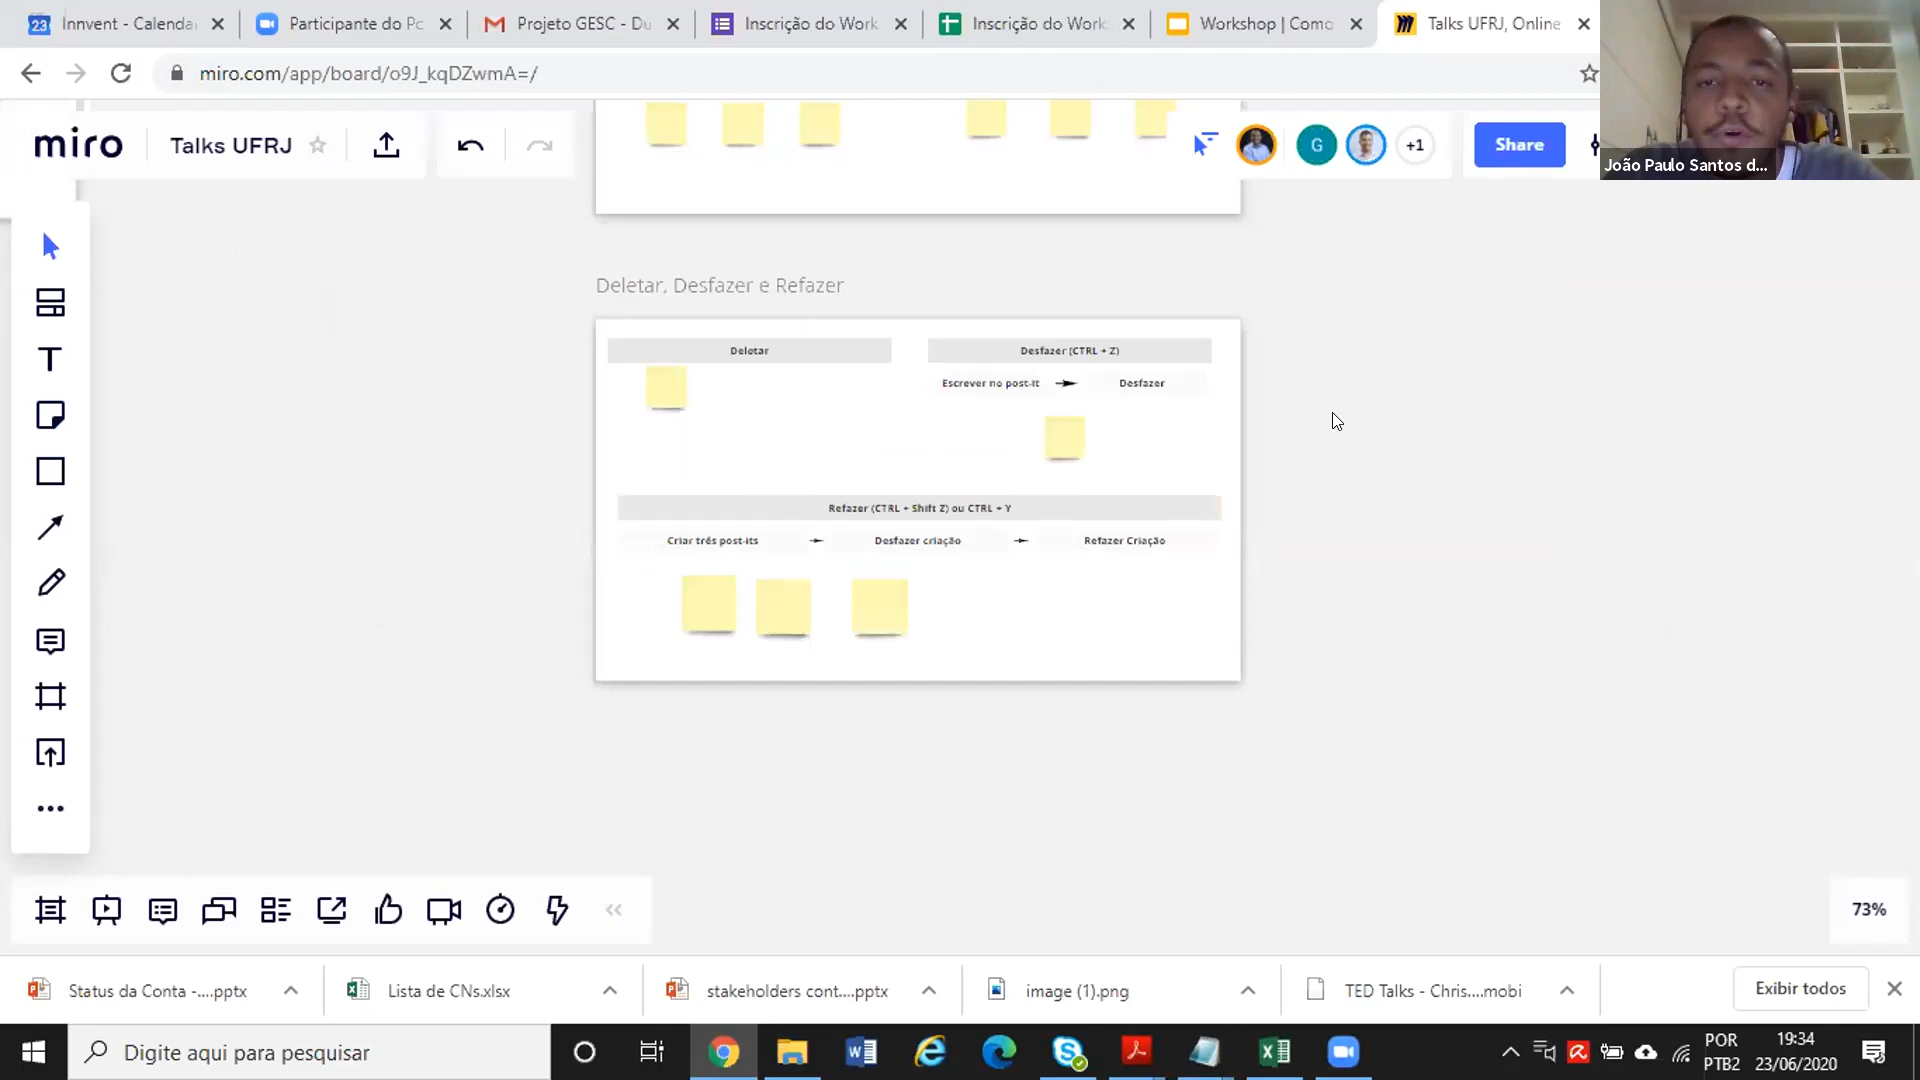 Innvent - Calenda
Participante do Pc
Projeto GESC - Du
Inscrição do Work
Inscrição do Work
Workshop | Como
Talks UFRJ, Online
miro.com/app/board/o9J_kqDZwmA=/
miro
Talks UFRJ
G
+1
Share
João Paulo Santos d...
Deletar, Desfazer e Refazer
Deletar
Desfazer (CTRL + Z)
Escrever no post-it
Desfazer
Refazer (CTRL + Shift Z) ou CTRL + Y
Criar três post-its
Desfazer criação
Refazer Criação
73%
Status da Conta -....pptx
Lista de CNs.xlsx
stakeholders cont....pptx
image (1).png
TED Talks - Chris....mobi
Exibir todos
Digite aqui para pesquisar
POR
PTB2
19:34
23/06/2020